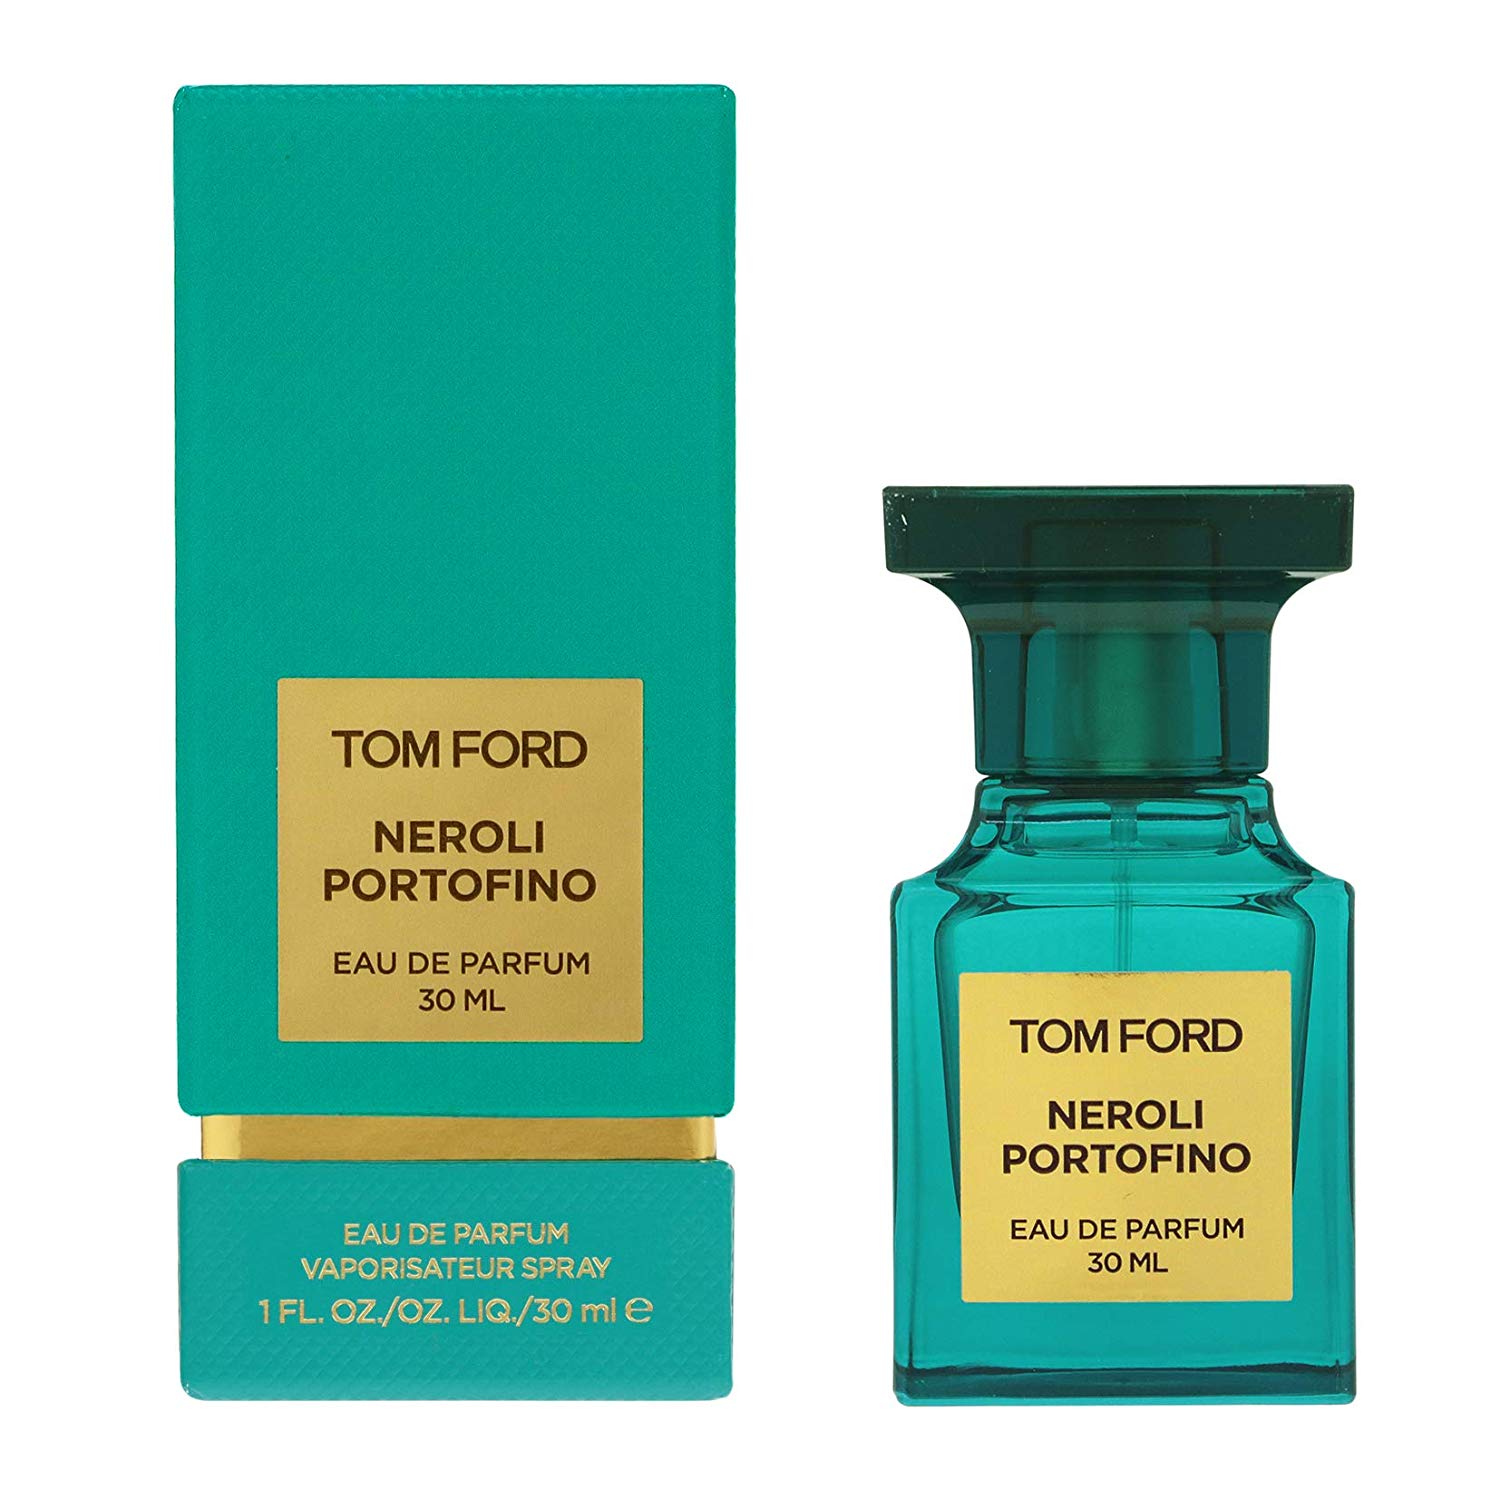 TOM FORD
NEROLI
PORTOFINO
EAU DE PARFUM
30 ML
EAU DE PARFUM
VAPORISATEUR SPRAY
1 FL. OZ./OZ. LIQ./30 ml ℮
TOM FORD
NEROLI
PORTOFINO
EAU DE PARFUM
30 ML